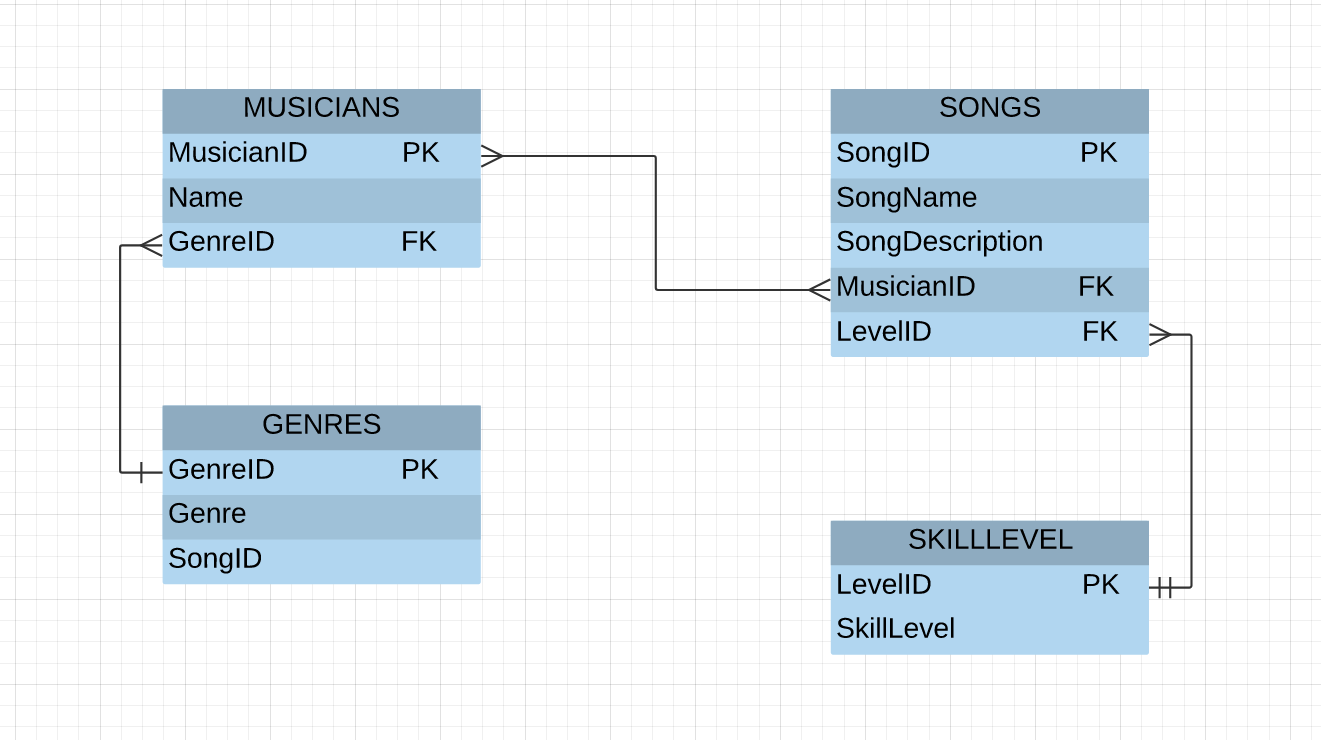 MUSICIANS
MusicianID PK
Name
GenreID FK
SONGS
SongID PK
SongName
SongDescription
MusicianID FK
LevelID FK
GENRES
GenreID PK
Genre
SongID
SKILLLEVEL
LevelID PK
SkillLevel